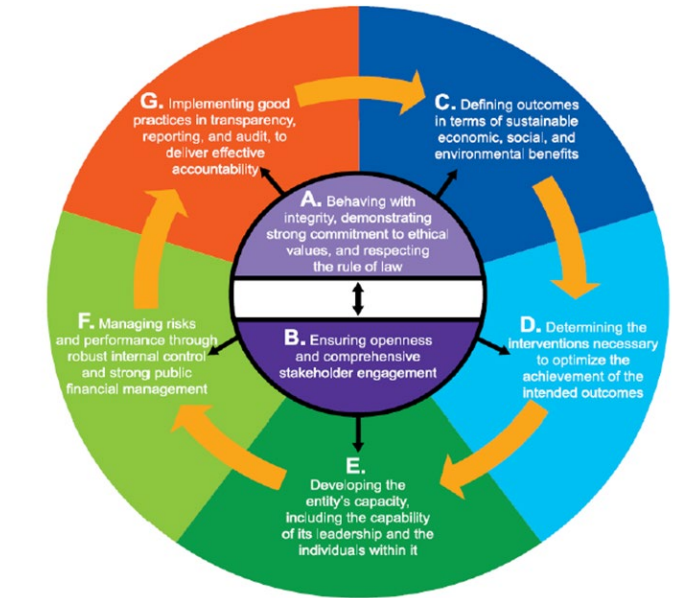 G. Implementing good
practices in transparency,
reporting, and audit, to
deliver effective
accountability
C. Defining outcomes
in terms of sustainable
economic, social, and
environmental benefits
A. Behaving with
integrity, demonstrating
strong commitment to ethical
values, and respecting
the rule of law
F. Managing risks
and performance through
robust internal control
and strong public
financial management
B. Ensuring openness
and comprehensive
stakeholder engagement
D. Determining the
interventions necessary
to optimize the
achievement of the
intended outcomes
E.
Developing the
entity's capacity,
including the capability
of its leadership and the
individuals within it